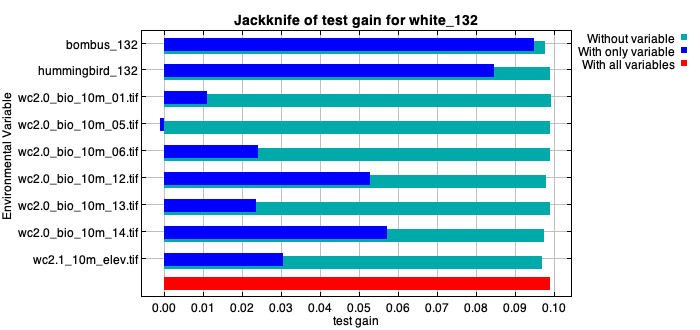 Jackknife of test gain for white_132
Without variable
With only variable
With all variables
Environmental Variable
bombus_132
hummingbird_132
wc2.0_bio_10m_01.tif
wc2.0_bio_10m_05.tif
wc2.0_bio_10m_06.tif
wc2.0_bio_10m_12.tif
wc2.0_bio_10m_13.tif
wc2.0_bio_10m_14.tif
wc2.1_10m_elev.tif
0.00 0.01 0.02 0.03 0.04 0.05 0.06 0.07 0.08 0.09 0.10
test gain